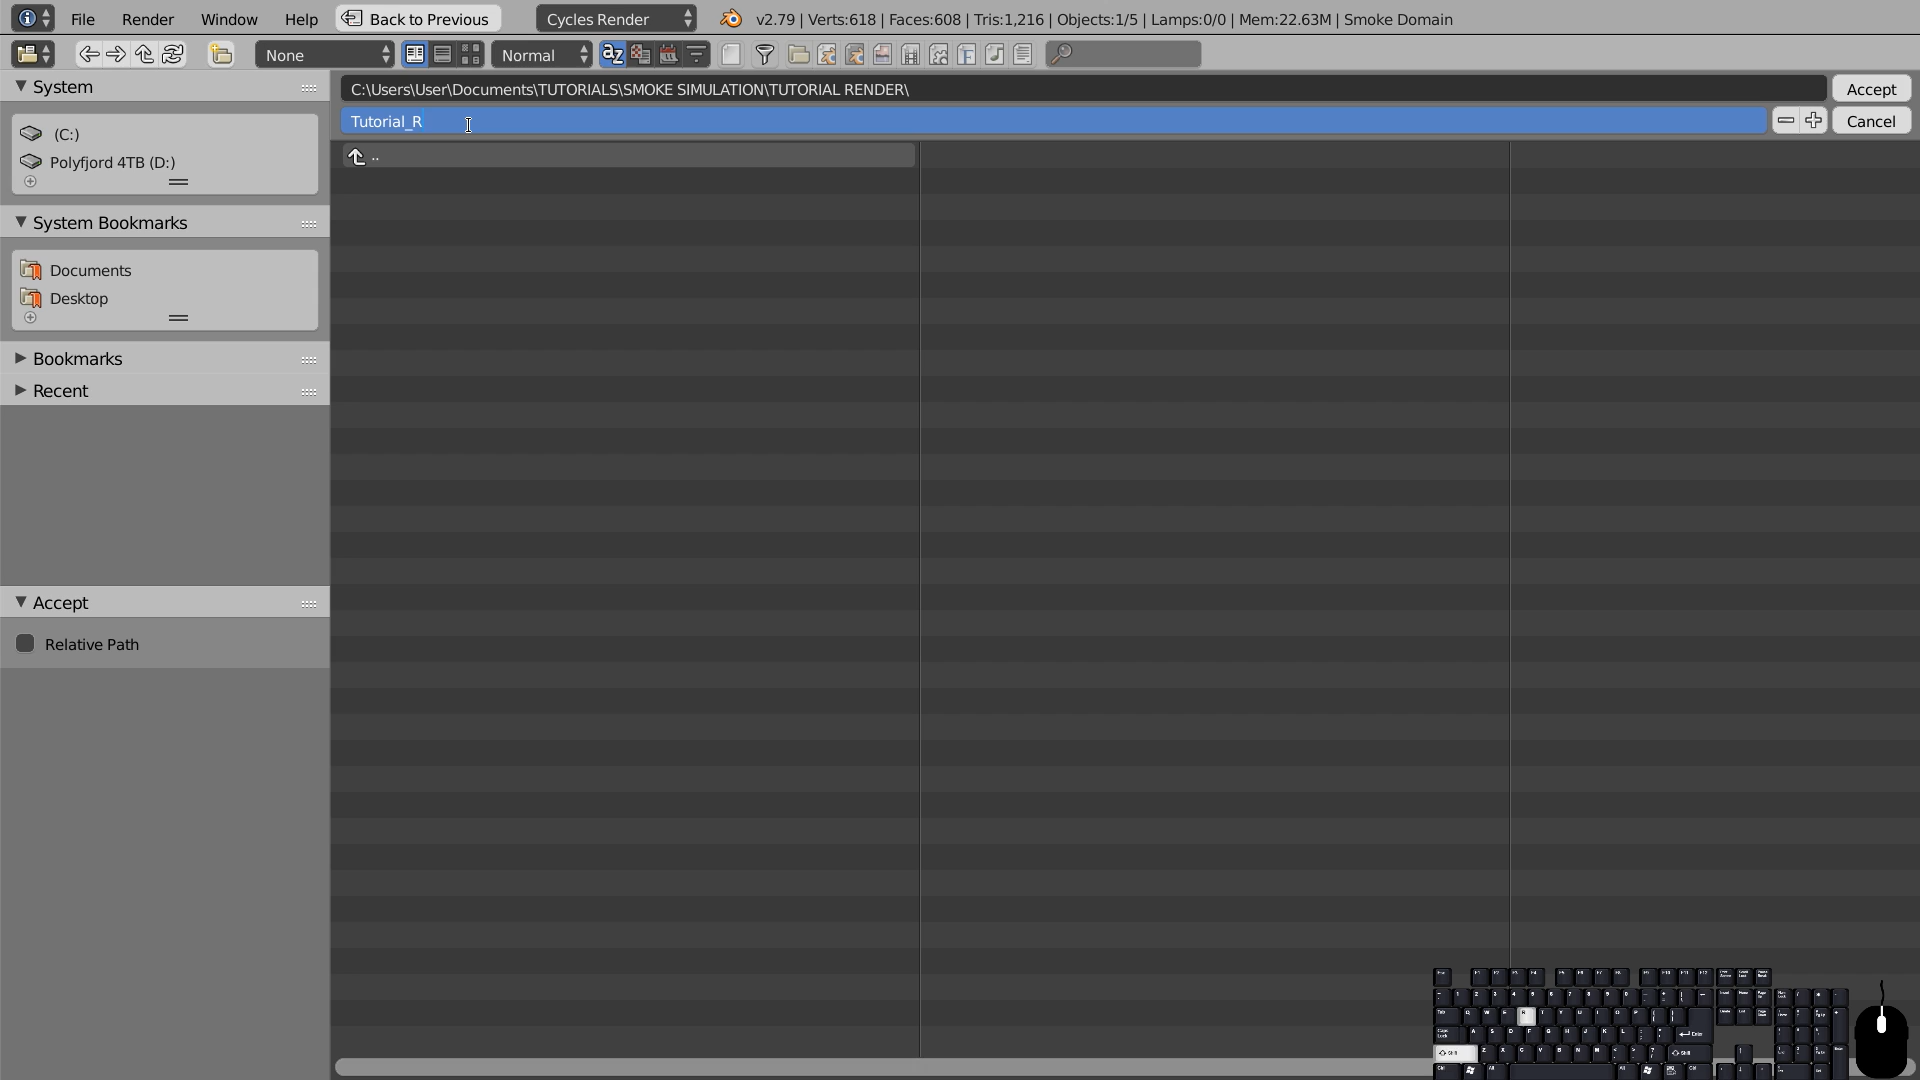 File Render Window Help Back to Previous Cycles Render v2.79 | Verts:618 | Faces:608 | Tris:1,216 | Objects:1/5 | Lamps:0/0 | Mem:22.63M | Smoke Domain
None Normal
System
C:\Users\User\Documents\TUTORIALS\SMOKE SIMULATION\TUTORIAL RENDER\ Accept
Tutorial_R Cancel
..
(C:)
Polyfjord 4TB (D:)
System Bookmarks
Documents
Desktop
Bookmarks
Recent
Accept
Relative Path